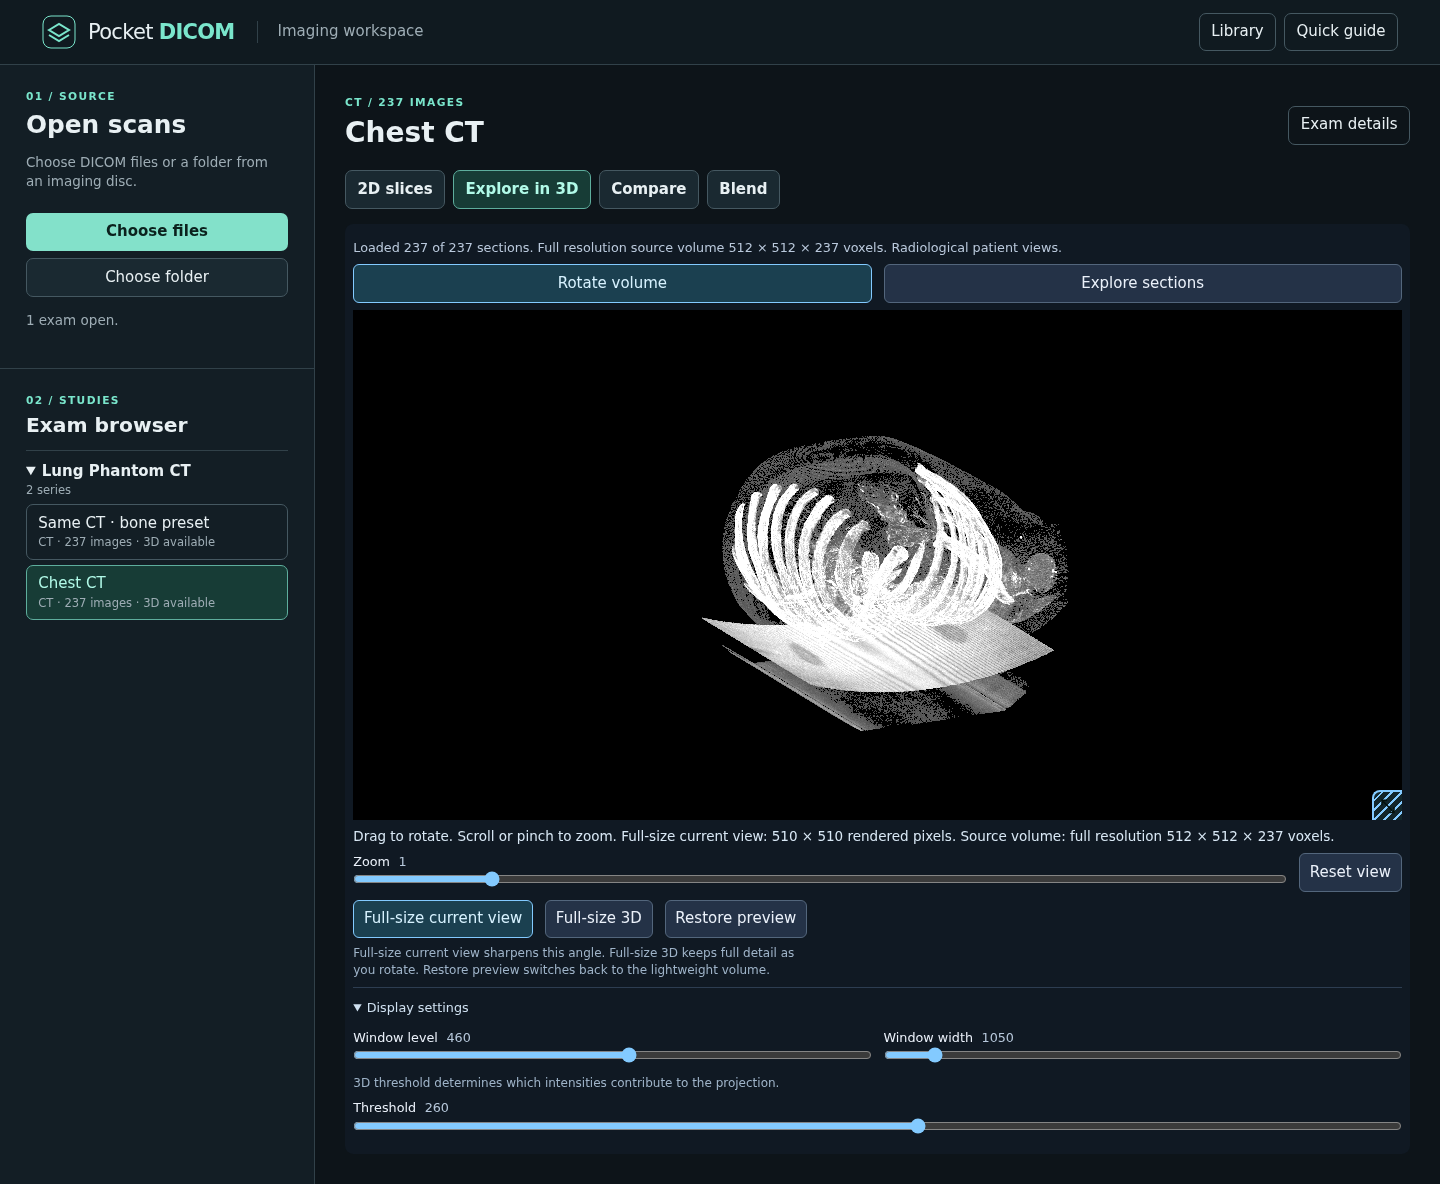 Pocket DICOM
Imaging workspace
Library
Quick guide
01 / SOURCE
Open scans
Choose DICOM files or a folder from
an imaging disc.
Choose files
Choose folder
1 exam open.
02 / STUDIES
Exam browser
▼ Lung Phantom CT
2 series
Same CT · bone preset
CT · 237 images · 3D available
Chest CT
CT · 237 images · 3D available
CT / 237 IMAGES
Chest CT
Exam details
2D slices
Explore in 3D
Compare
Blend
Loaded 237 of 237 sections. Full resolution source volume 512 × 512 × 237 voxels. Radiological patient views.
Rotate volume
Explore sections
Drag to rotate. Scroll or pinch to zoom. Full-size current view: 510 × 510 rendered pixels. Source volume: full resolution 512 × 512 × 237 voxels.
Zoom 1
Reset view
Full-size current view
Full-size 3D
Restore preview
Full-size current view sharpens this angle. Full-size 3D keeps full detail as
you rotate. Restore preview switches back to the lightweight volume.
▼ Display settings
Window level 460
Window width 1050
3D threshold determines which intensities contribute to the projection.
Threshold 260